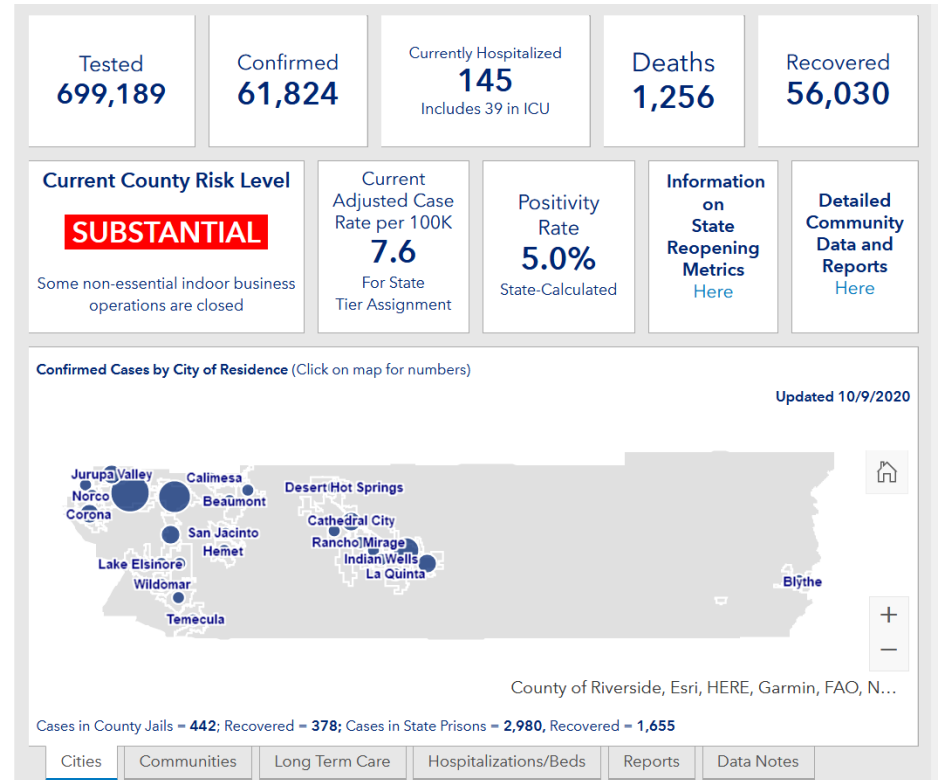 Tested
699,189
Confirmed
61,824
Currently Hospitalized
145
Includes 39 in ICU
Deaths
1,256
Recovered
56,030
Current County Risk Level
SUBSTANTIAL
Some non-essential indoor business
operations are closed
Current
Adjusted Case
Rate per 100K
7.6
For State
Tier Assignment
Positivity
Rate
5.0%
State-Calculated
Information
on
State
Reopening
Metrics
Here
Detailed
Community
Data and
Reports
Here
Confirmed Cases by City of Residence (Click on map for numbers)
Updated 10/9/2020
Jurupa Valley
Norco
Corona
Calimesa
Beaumont
San Jacinto
Hemet
Lake Elsinore
Wildomar
Temecula
Desert Hot Springs
Cathedral City
Rancho Mirage
Indian Wells
La Quinta
Blythe
+
−
County of Riverside, Esri, HERE, Garmin, FAO, N...
Cases in County Jails = 442; Recovered = 378; Cases in State Prisons = 2,980, Recovered = 1,655
Cities
Communities
Long Term Care
Hospitalizations/Beds
Reports
Data Notes